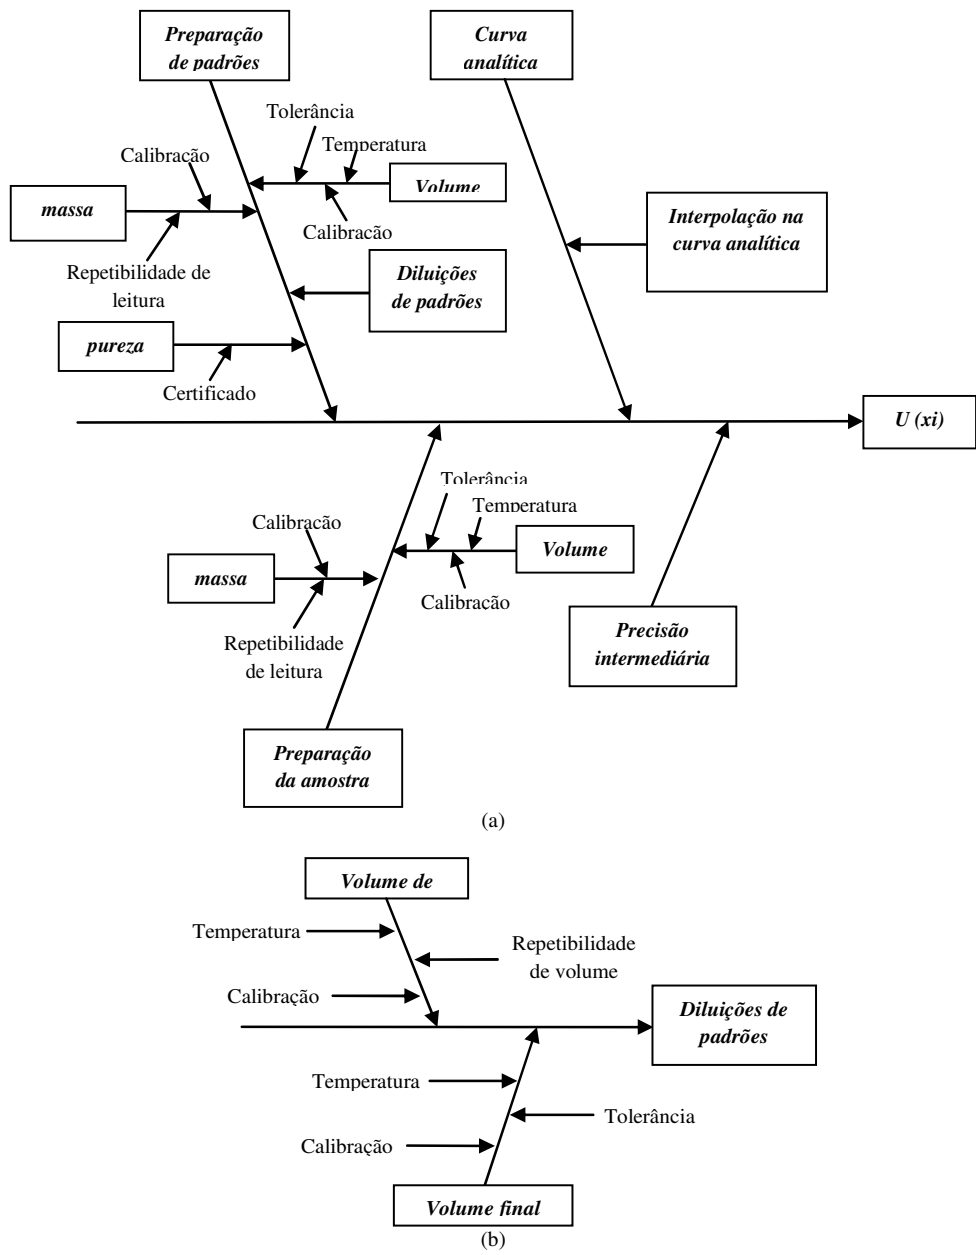 Preparação
de padrões
Curva
analítica
Tolerância
Temperatura
Calibração
Volume
massa
Calibração
Interpolação na
curva analítica
Repetibilidade de
leitura
Diluições
de padrões
pureza
Certificado
U (xi)
Tolerância
Temperatura
Calibração
Volume
massa
Calibração
Repetibilidade
de leitura
Precisão
intermediária
Preparação
da amostra
(a)
Volume de
Temperatura
Repetibilidade
de volume
Calibração
Diluições de
padrões
Temperatura
Tolerância
Calibração
Volume final
(b)